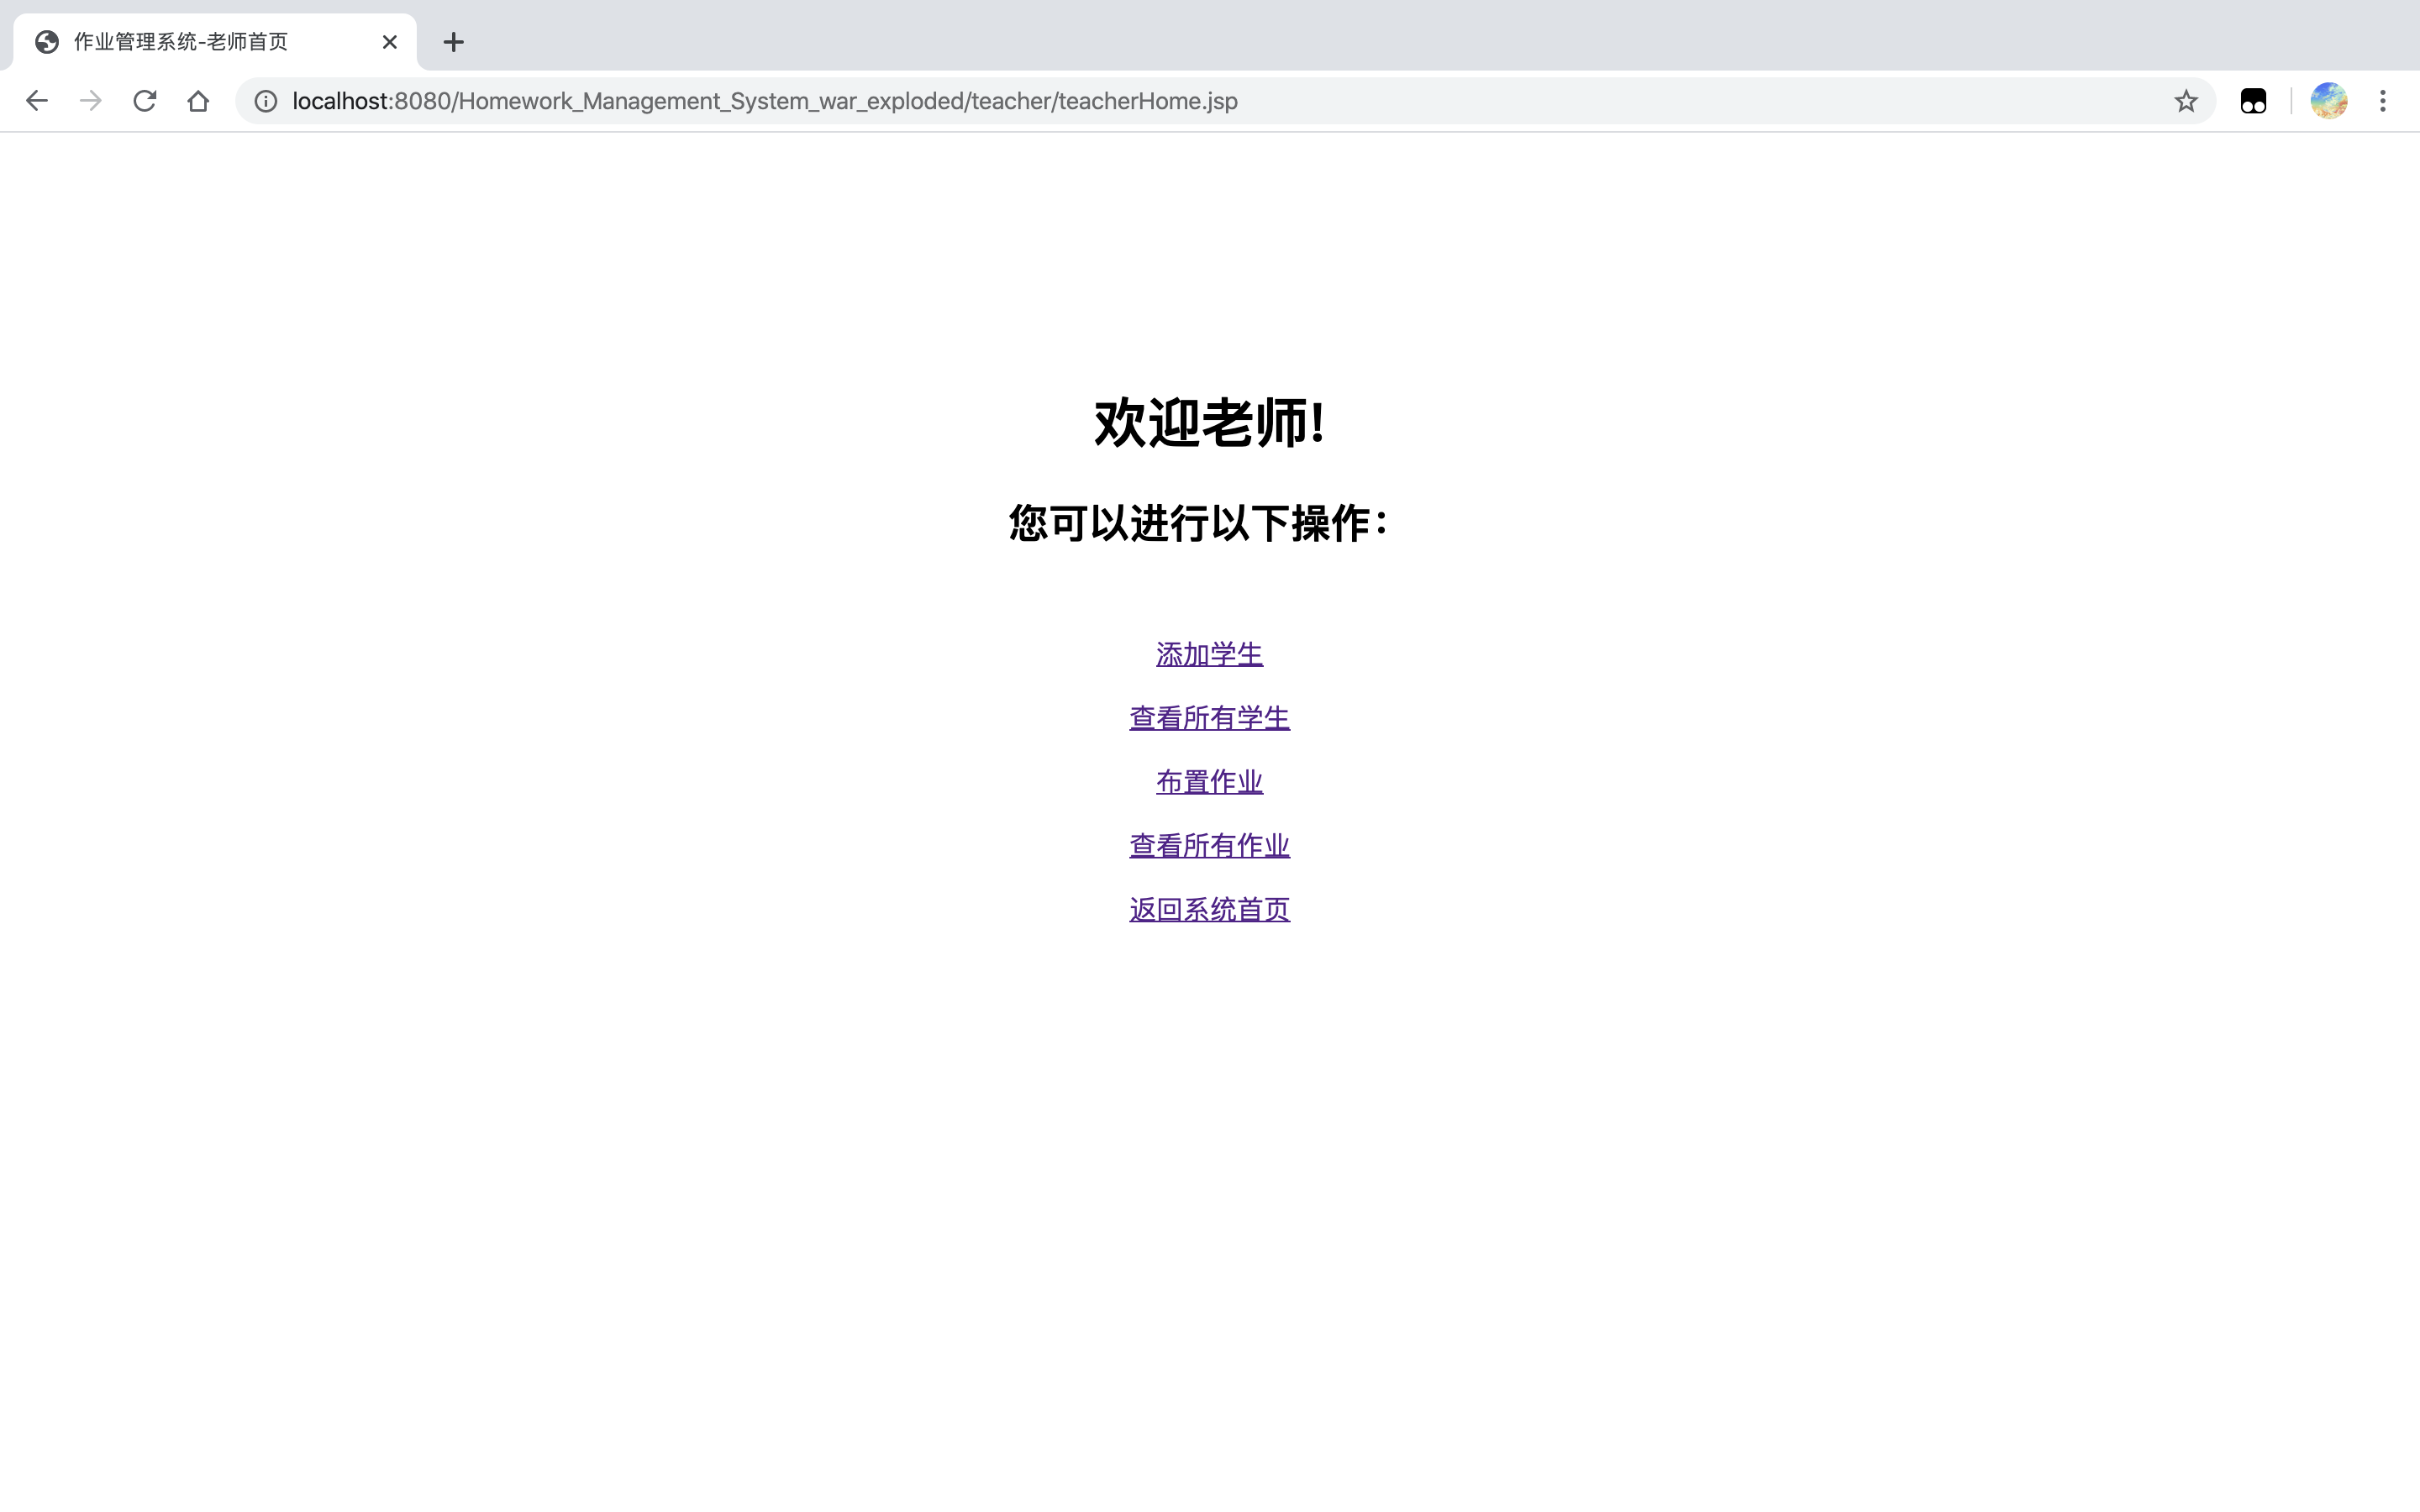 作业管理系统-老师首页
localhost:8080/Homework_Management_System_war_exploded/teacher/teacherHome.jsp
欢迎老师!
您可以进行以下操作：
添加学生
查看所有学生
布置作业
查看所有作业
返回系统首页